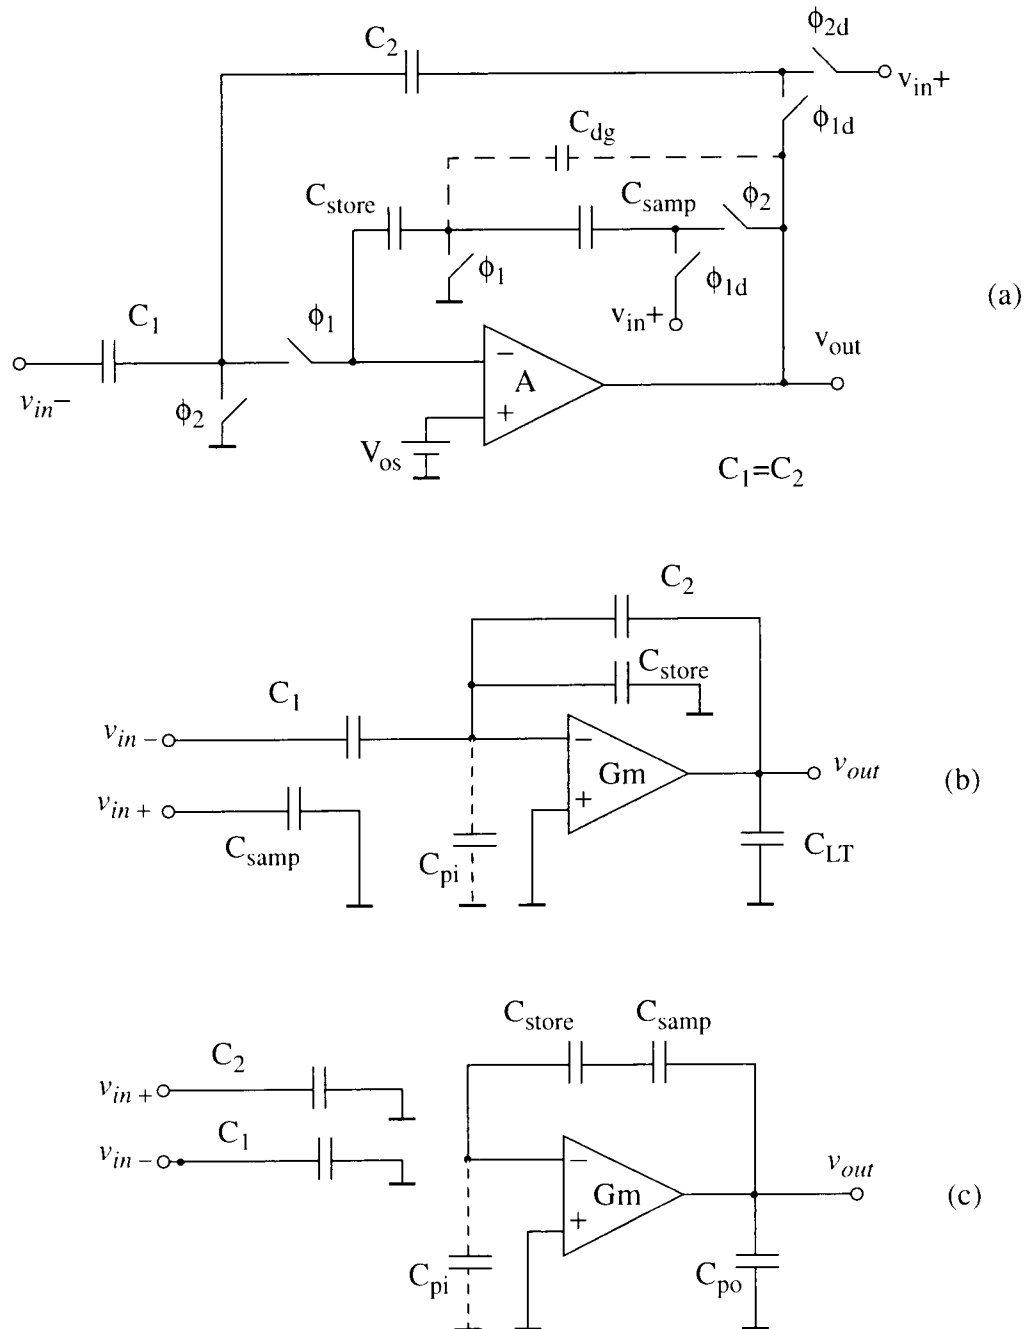 C2
ϕ2d
vin+
ϕ1d
Cdg
Cstore
Csamp
ϕ2
ϕ1
ϕ1d
vin+
C1
ϕ1
vin−
ϕ2
−
A
+
Vos
vout
C1=C2
(a)
C2
Cstore
C1
vin −
vin +
Csamp
Cpi
−
Gm
+
vout
CLT
(b)
Cstore
Csamp
C2
vin +
C1
vin −
−
Gm
+
Cpi
vout
Cpo
(c)